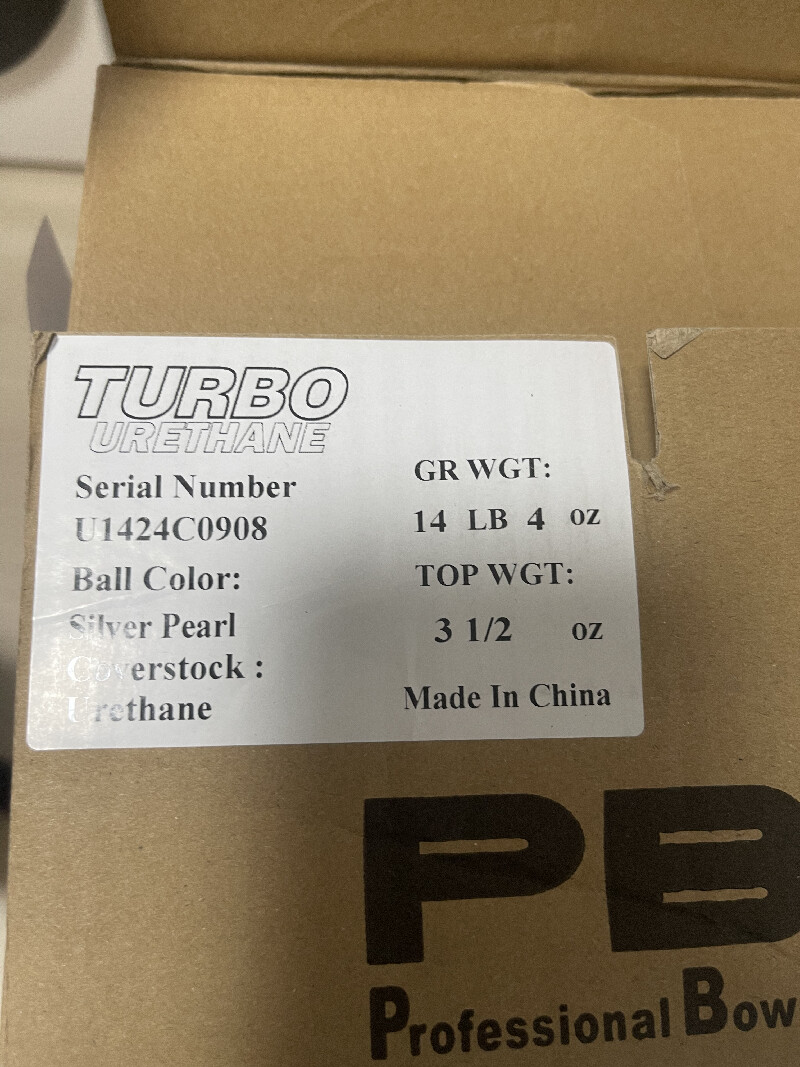 TURBO
URETHANE
Serial Number
U1424C0908
Ball Color:
Silver Pearl
Coverstock :
Urethane
GR WGT:
14 LB 4 oz
TOP WGT:
3 1/2 oz
Made In China
PB
Professional Bow